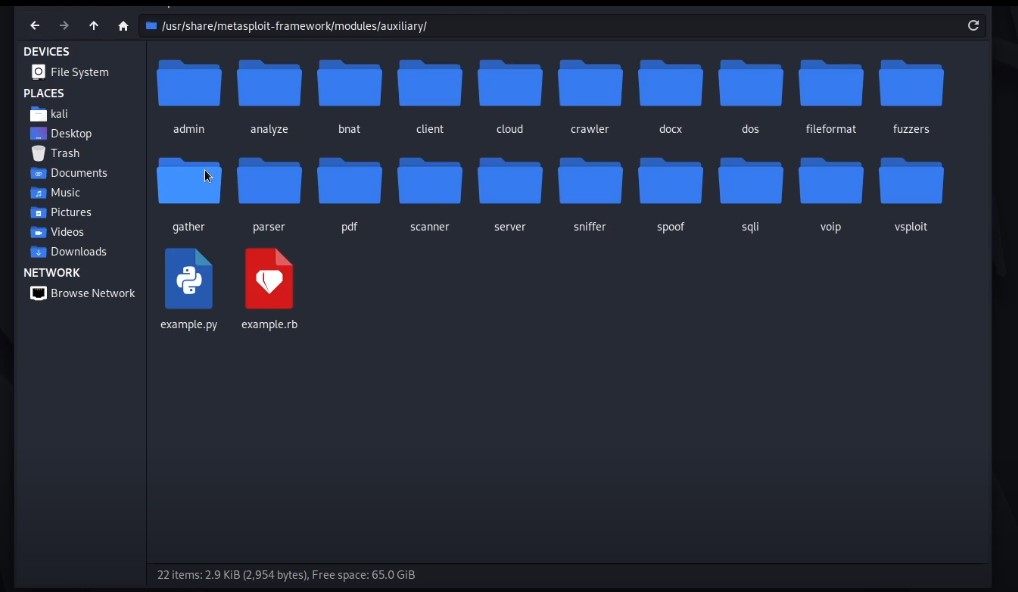 /usr/share/metasploit-framework/modules/auxiliary/
DEVICES
File System
PLACES
kali
Desktop
Trash
Documents
Music
Pictures
Videos
Downloads
NETWORK
Browse Network
admin analyze bnat client cloud crawler docx dos fileformat fuzzers
gather parser pdf scanner server sniffer spoof sqli voip vsploit
example.py example.rb
22 items: 2.9 KiB (2,954 bytes), Free space: 65.0 GiB